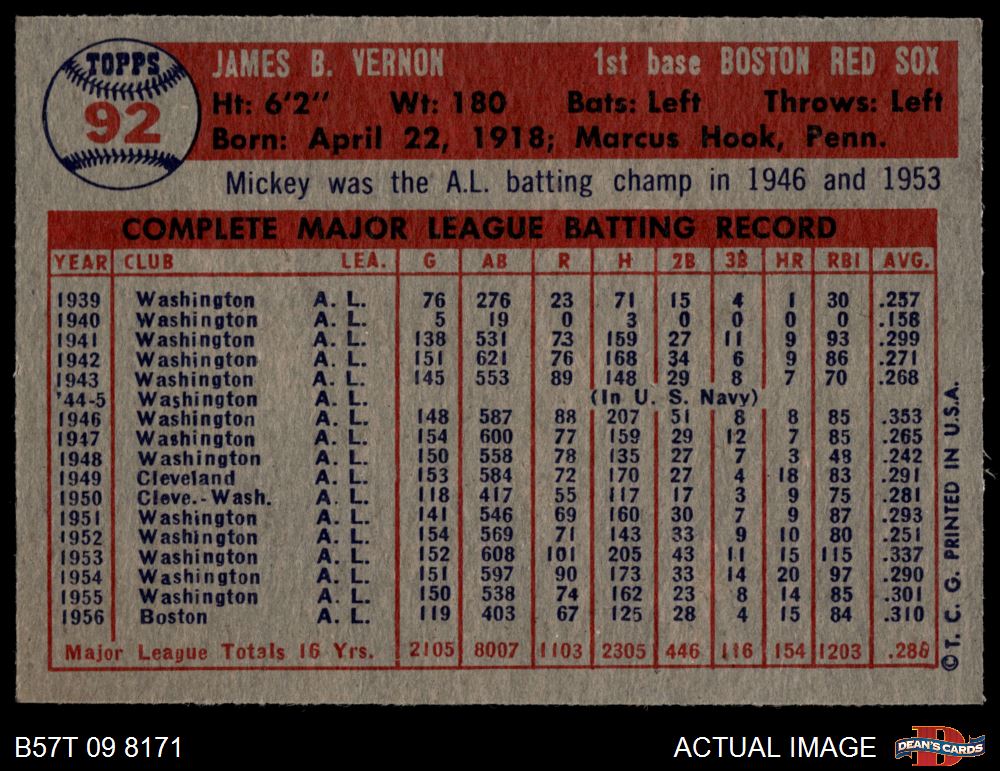 TOPPS
92
JAMES B. VERNON 1st base BOSTON RED SOX
Ht: 6'2" Wt: 180 Bats: Left Throws: Left
Born: April 22, 1918; Marcus Hook, Penn.
Mickey was the A.L. batting champ in 1946 and 1953
COMPLETE MAJOR LEAGUE BATTING RECORD
YEAR CLUB LEA. G AB R H 2B 3B HR RBI AVG.
1939 Washington A. L. 76 276 23 71 15 4 1 30 .257
1940 Washington A. L. 5 19 0 3 0 0 0 0 .158
1941 Washington A. L. 138 531 73 159 27 11 9 93 .299
1942 Washington A. L. 151 621 76 168 34 6 9 86 .271
1943 Washington A. L. 145 553 89 148 29 8 7 70 .268
'44-5 Washington A. L. (In U. S. Navy)
1946 Washington A. L. 148 587 88 207 51 8 8 85 .353
1947 Washington A. L. 154 600 77 159 29 12 7 85 .265
1948 Washington A. L. 150 558 78 135 27 7 3 48 .242
1949 Cleveland A. L. 153 584 72 170 27 4 18 83 .291
1950 Cleve.-Wash. A. L. 118 417 55 117 17 3 9 75 .281
1951 Washington A. L. 141 546 69 160 30 7 9 87 .293
1952 Washington A. L. 154 569 71 143 33 9 10 80 .251
1953 Washington A. L. 152 608 101 205 43 11 15 115 .337
1954 Washington A. L. 151 597 90 173 33 14 20 97 .290
1955 Washington A. L. 150 538 74 162 23 8 14 85 .301
1956 Boston A. L. 119 403 67 125 28 4 15 84 .310
Major League Totals 16 Yrs. 2105 8007 1103 2305 446 116 154 1203 .288
© T. C. G. PRINTED IN U.S.A.
B57T 09 8171 ACTUAL IMAGE
DEAN'S CARDS